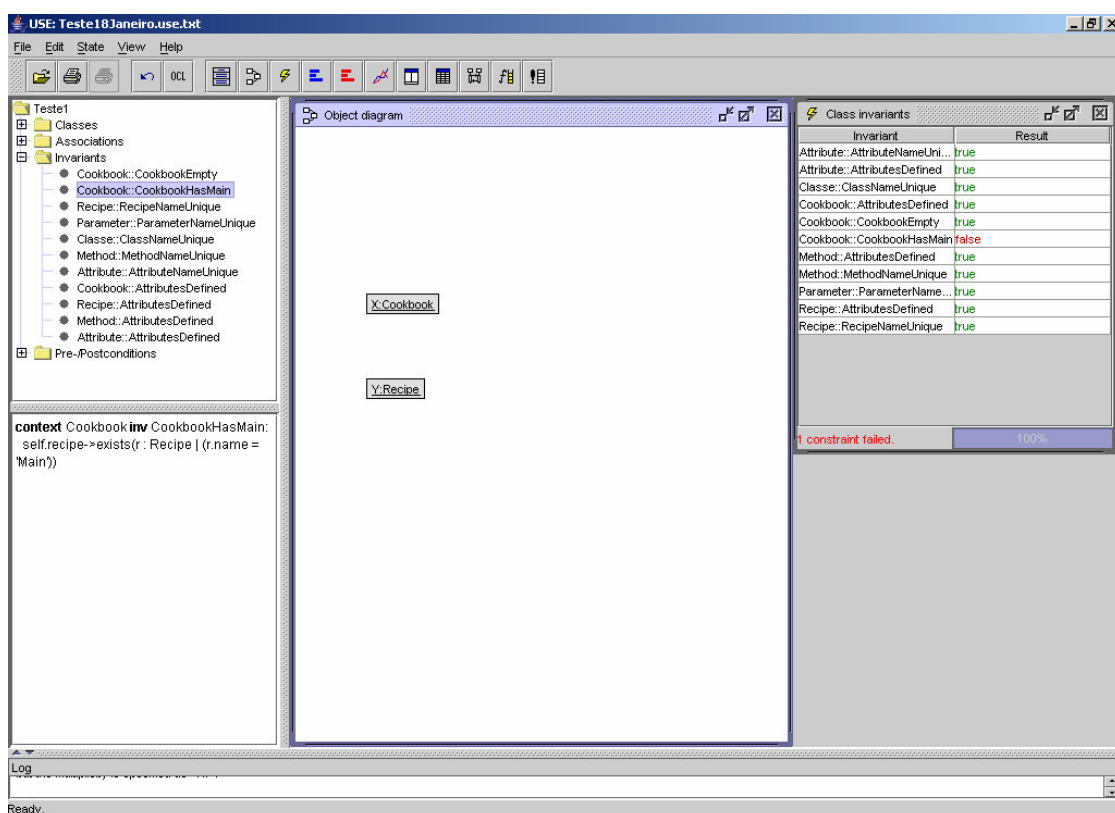 USE: Teste18Janeiro.use.txt
File Edit State View Help
OCL
Teste1
Classes
Associations
Invariants
Cookbook::CookbookEmpty
Cookbook::CookbookHasMain
Recipe::RecipeNameUnique
Parameter::ParameterNameUnique
Classe::ClassNameUnique
Method::MethodNameUnique
Attribute::AttributeNameUnique
Cookbook::AttributesDefined
Recipe::AttributesDefined
Method::AttributesDefined
Attribute::AttributesDefined
Pre-/Postconditions
context Cookbook inv CookbookHasMain:
self.recipe->exists(r : Recipe | (r.name =
'Main'))
Object diagram
X:Cookbook
Y:Recipe
Class invariants
Invariant Result
Attribute::AttributeNameUni... true
Attribute::AttributesDefined true
Classe::ClassNameUnique true
Cookbook::AttributesDefined true
Cookbook::CookbookEmpty true
Cookbook::CookbookHasMain false
Method::AttributesDefined true
Method::MethodNameUnique true
Parameter::ParameterName... true
Recipe::AttributesDefined true
Recipe::RecipeNameUnique true
1 constraint failed. 100%
Log
Ready.